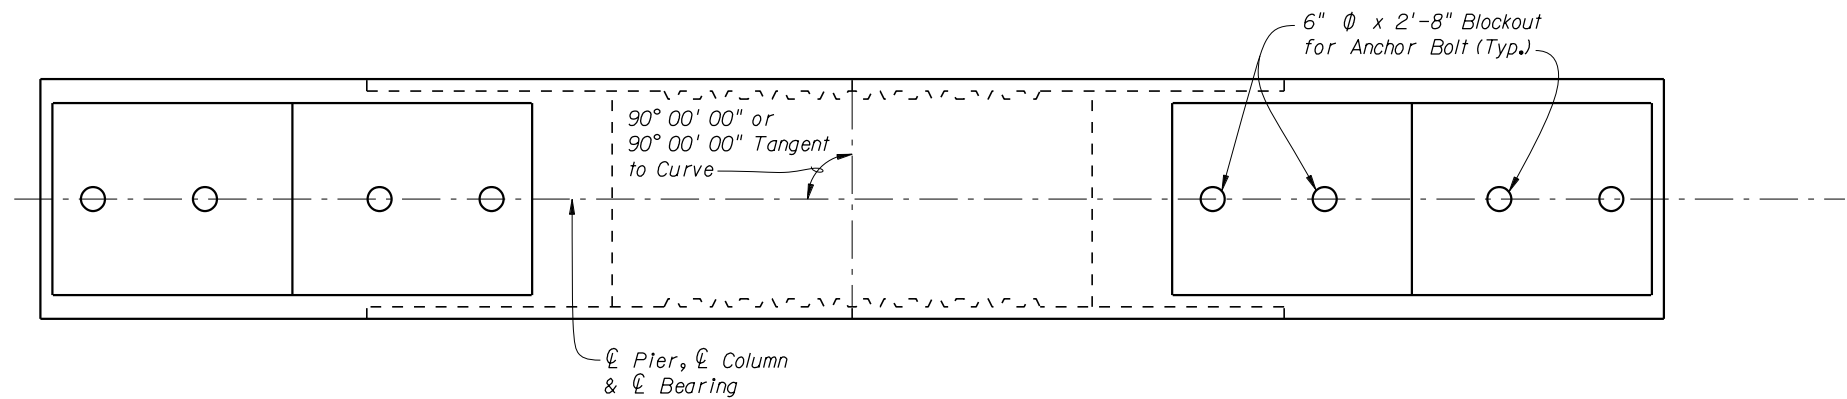 6" ⌀ x 2'-8" Blockout
for Anchor Bolt (Typ.)
90° 00' 00" or
90° 00' 00" Tangent
to Curve
℄ Pier, ℄ Column
& ℄ Bearing